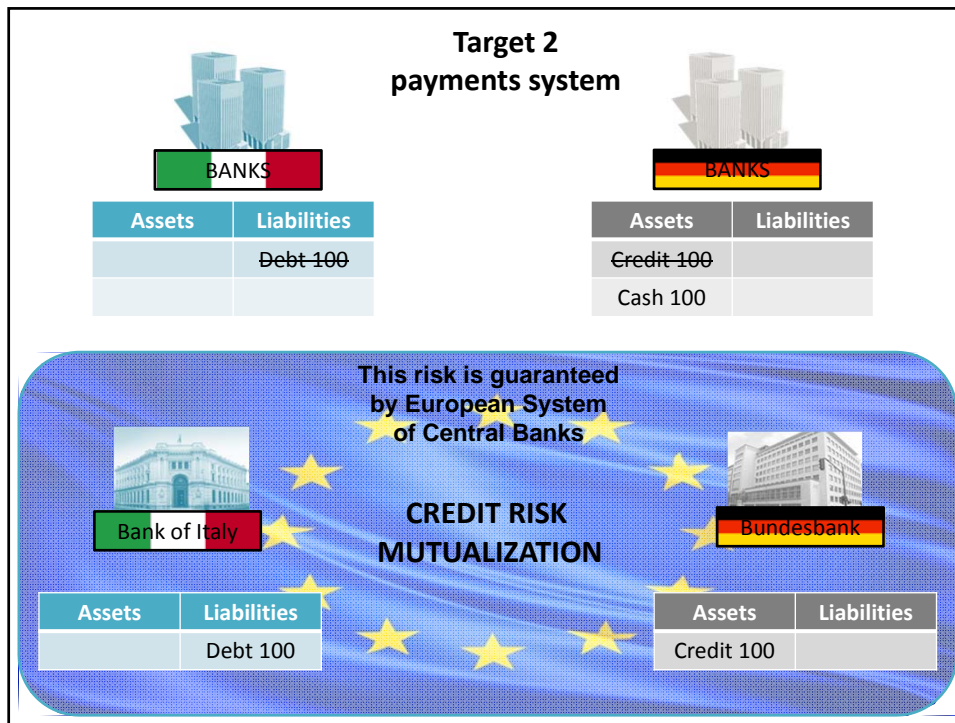 Target 2
payments system
BANKS
BANKS
Assets Liabilities
Debt 100
Assets Liabilities
Credit 100
Cash 100
This risk is guaranteed
by European System
of Central Banks
Bank of Italy
CREDIT RISK
MUTUALIZATION
Bundesbank
Assets Liabilities
Debt 100
Assets Liabilities
Credit 100